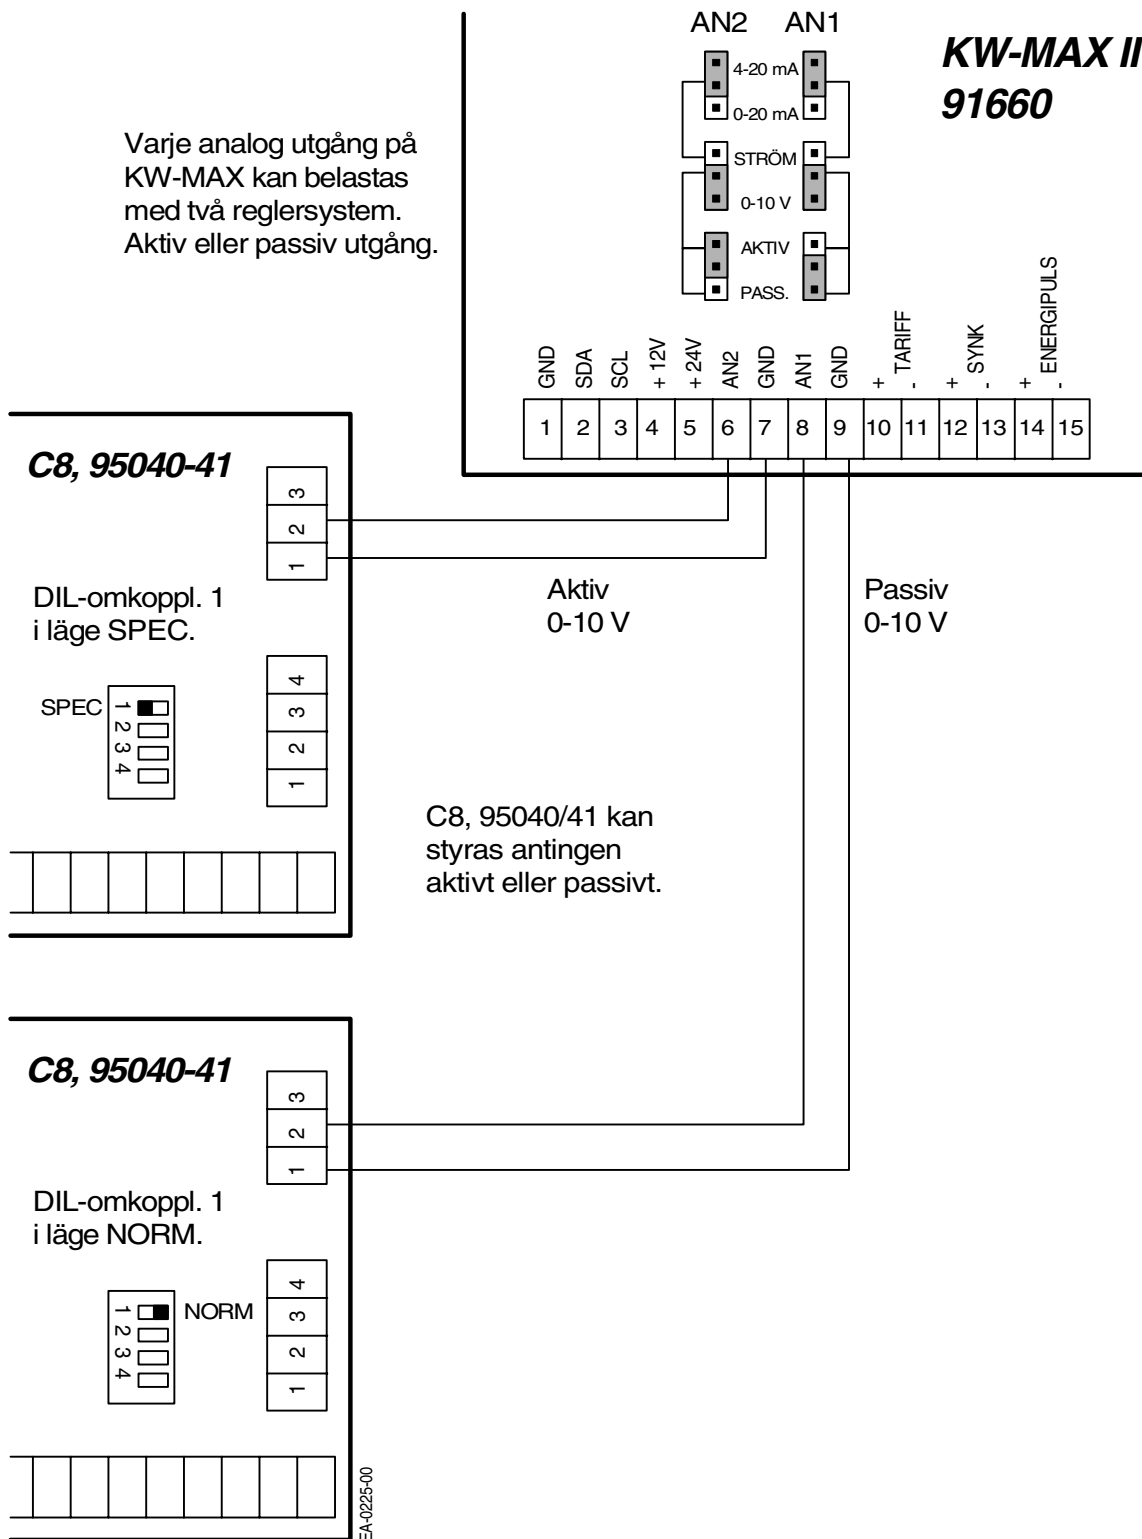 AN2 AN1
KW-MAX II
91660
4-20 mA
0-20 mA
STRÖM
0-10 V
AKTIV
PASS.
Varje analog utgång på
KW-MAX kan belastas
med två reglersystem.
Aktiv eller passiv utgång.
GND SDA SCL + 12V + 24V AN2 GND AN1 GND + TARIFF - + SYNK - + ENERGIPULS -
1 2 3 4 5 6 7 8 9 10 11 12 13 14 15
C8, 95040-41
3
2
1
DIL-omkoppl. 1
i läge SPEC.
Aktiv
0-10 V
Passiv
0-10 V
SPEC
1
2
3
4
4
3
2
1
C8, 95040/41 kan
styras antingen
aktivt eller passivt.
C8, 95040-41
3
2
1
DIL-omkoppl. 1
i läge NORM.
1
2
3
4
NORM
4
3
2
1
EA-0225-00